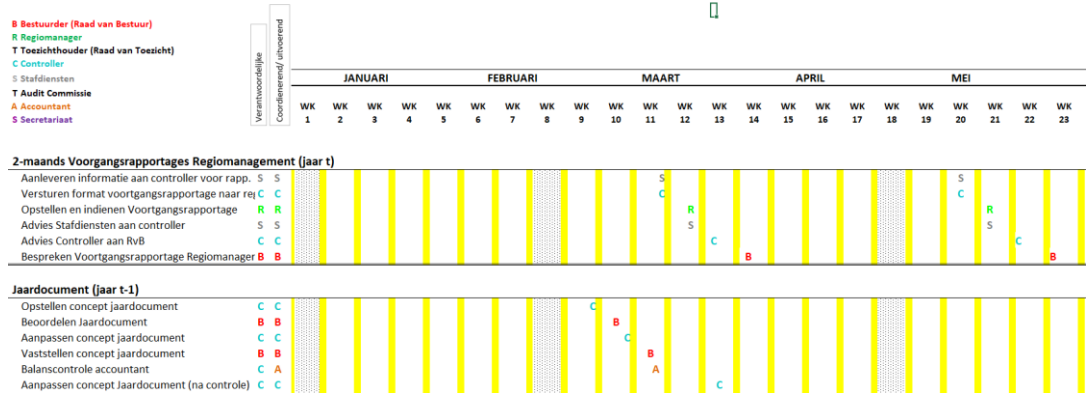 B Bestuurder (Raad van Bestuur)
R Regiomanager
T Toezichthouder (Raad van Toezicht)
C Controller
S Stafdiensten
T Audit Commissie
A Accountant
S Secretariaat
Verantwoordelijke
Coordienerend/ uitvoerend
JANUARI FEBRUARI MAART APRIL MEI
WK WK WK WK WK WK WK WK WK WK WK WK WK WK WK WK WK WK WK WK WK WK WK
1 2 3 4 5 6 7 8 9 10 11 12 13 14 15 16 17 18 19 20 21 22 23
2-maands Voorgangsrapportages Regiomanagement (jaar t)
Aanleveren informatie aan controller voor rapp. S S S S
Versturen format voortgangsrapportage naar reg C C C C
Opstellen en indienen Voortgangsrapportage R R R R
Advies Stafdiensten aan controller S S S S
Advies Controller aan RvB C C C C
Bespreken Voortgangsrapportage Regiomanager B B B B
Jaardocument (jaar t-1)
Opstellen concept jaardocument C C C
Beoordelen Jaardocument B B B
Aanpassen concept jaardocument C C C
Vaststellen concept jaardocument B B B
Balanscontrole accountant C A A
Aanpassen concept Jaardocument (na controle) C C C